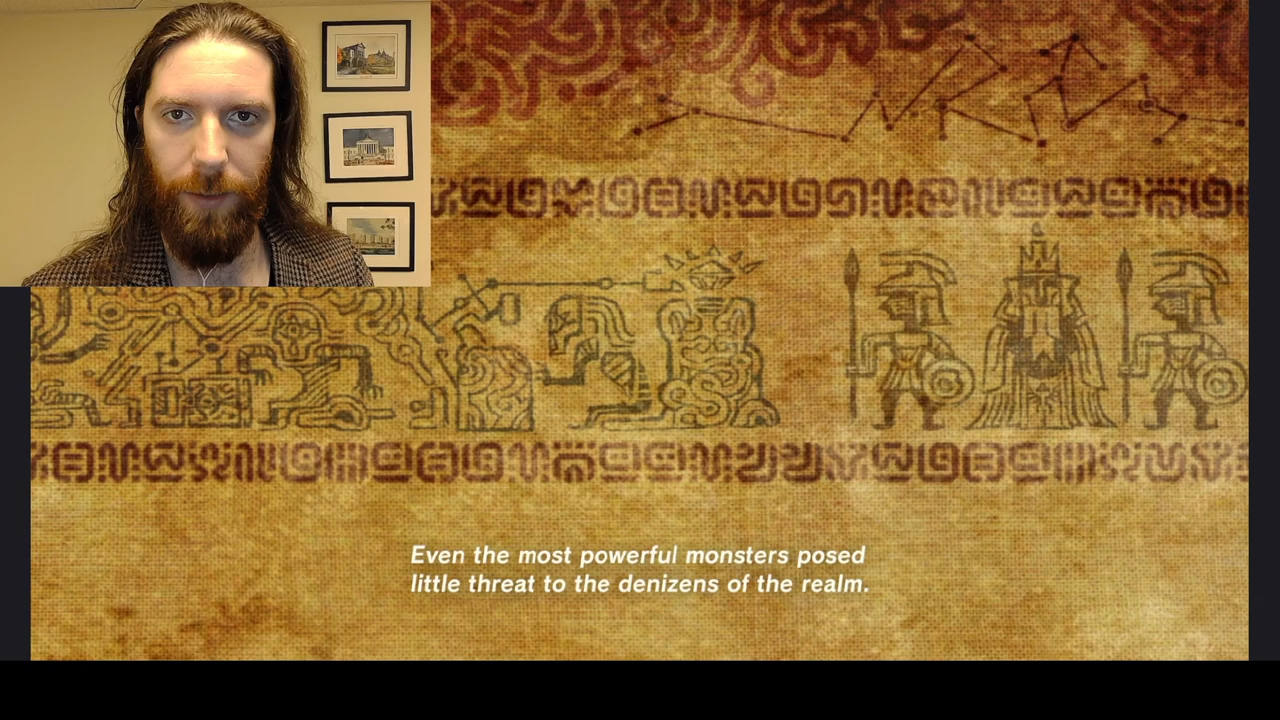 Even the most powerful monsters posed
little threat to the denizens of the realm.